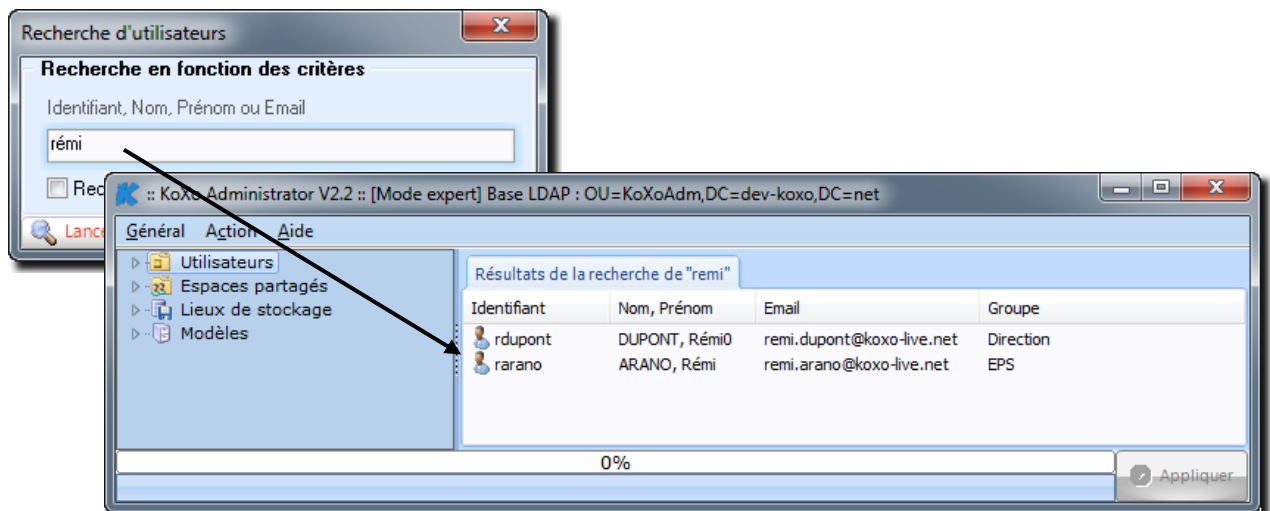 Recherche d'utilisateurs
Recherche en fonction des critères
Identifiant, Nom, Prénom ou Email
rémi
:: KoXo Administrator V2.2 :: [Mode expert] Base LDAP : OU=KoXoAdm,DC=dev-koxo,DC=net
Général Action Aide
Utilisateurs
Espaces partagés
Lieux de stockage
Modèles
Résultats de la recherche de "remi"
Identifiant Nom, Prénom Email Groupe
rdupont DUPONT, Rémi0 remi.dupont@koxo-live.net Direction
rarano ARANO, Rémi remi.arano@koxo-live.net EPS
0%
Appliquer